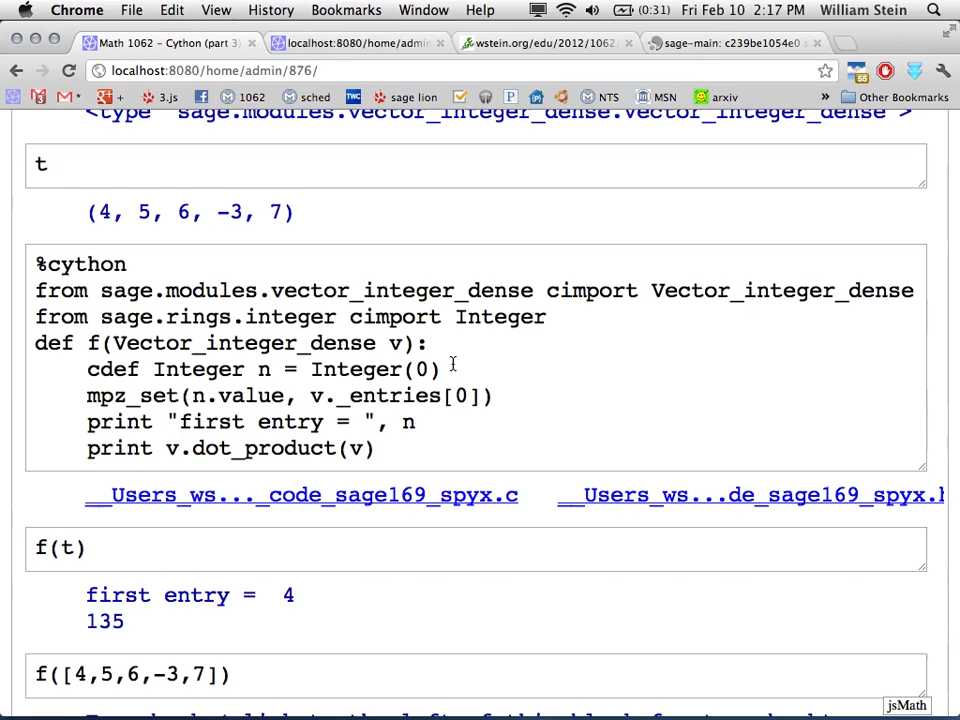 Chrome File Edit View History Bookmarks Window Help (0:31) Fri Feb 10 2:17 PM William Stein
Math 1062 - Cython (part 3) × localhost:8080/home/admin × wstein.org/edu/2012/1062 × sage-main: c239be1054e0 s ×
localhost:8080/home/admin/876/ 55
+ 3.js 1062 sched TWC sage lion NTS MSN arxiv » Other Bookmarks
<type 'sage.modules.vector_integer_dense.Vector_integer_dense'>
t
(4, 5, 6, -3, 7)
%cython
from sage.modules.vector_integer_dense cimport Vector_integer_dense
from sage.rings.integer cimport Integer
def f(Vector_integer_dense v):
cdef Integer n = Integer(0)
mpz_set(n.value, v._entries[0])
print "first entry = ", n
print v.dot_product(v)
__Users_ws..._code_sage169_spyx.c __Users_ws...de_sage169_spyx.h
f(t)
first entry =  4
135
f([4,5,6,-3,7])
jsMath